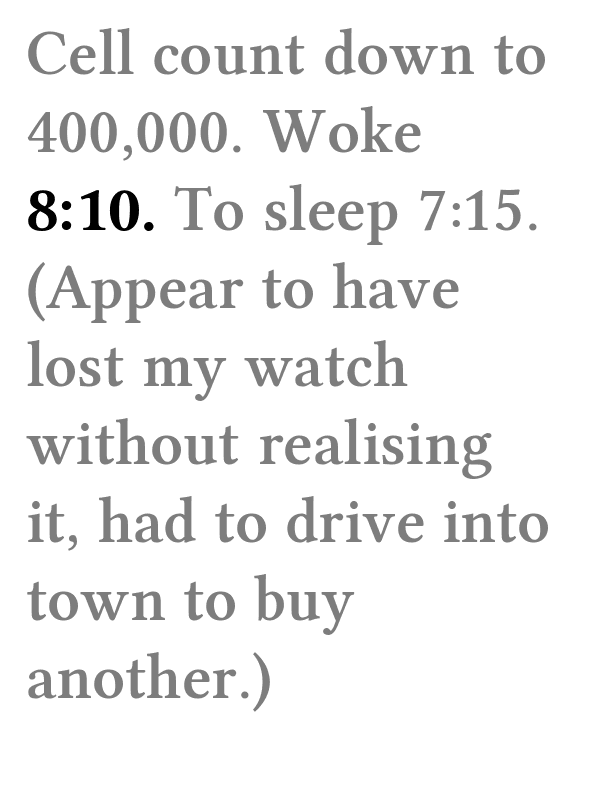 Cell count down to
400,000. Woke
8:10. To sleep 7:15.
(Appear to have
lost my watch
without realising
it, had to drive into
town to buy
another.)